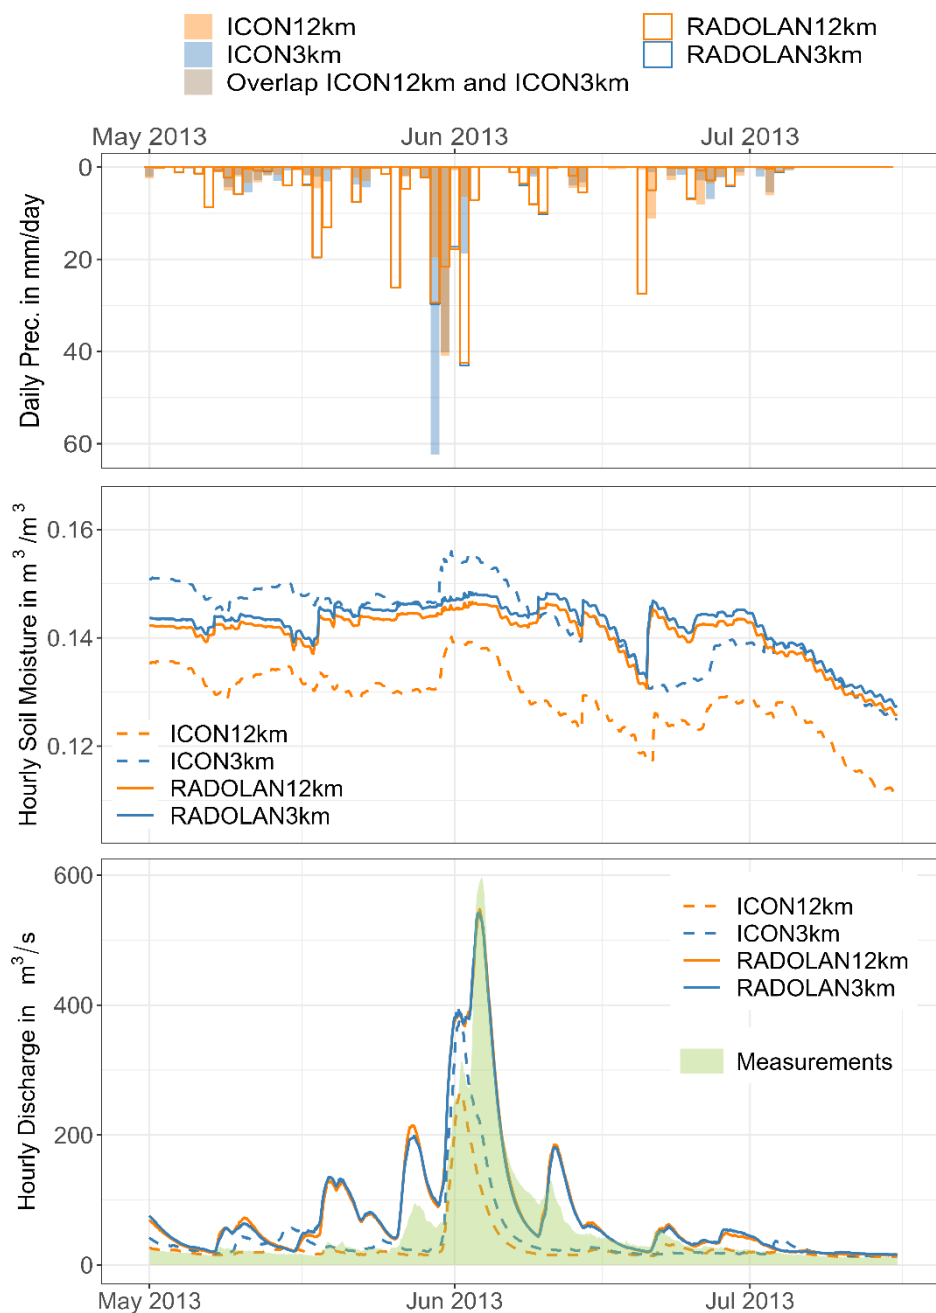 ICON12km
RADOLAN12km
ICON3km
RADOLAN3km
Overlap ICON12km and ICON3km
May 2013
Jun 2013
Jul 2013
Daily Prec. in mm/day
0
20
40
60
Hourly Soil Moisture in m³/m³
0.16
0.14
0.12
ICON12km
ICON3km
RADOLAN12km
RADOLAN3km
Hourly Discharge in m³/s
600
400
200
0
ICON12km
ICON3km
RADOLAN12km
RADOLAN3km
Measurements
May 2013
Jun 2013
Jul 2013